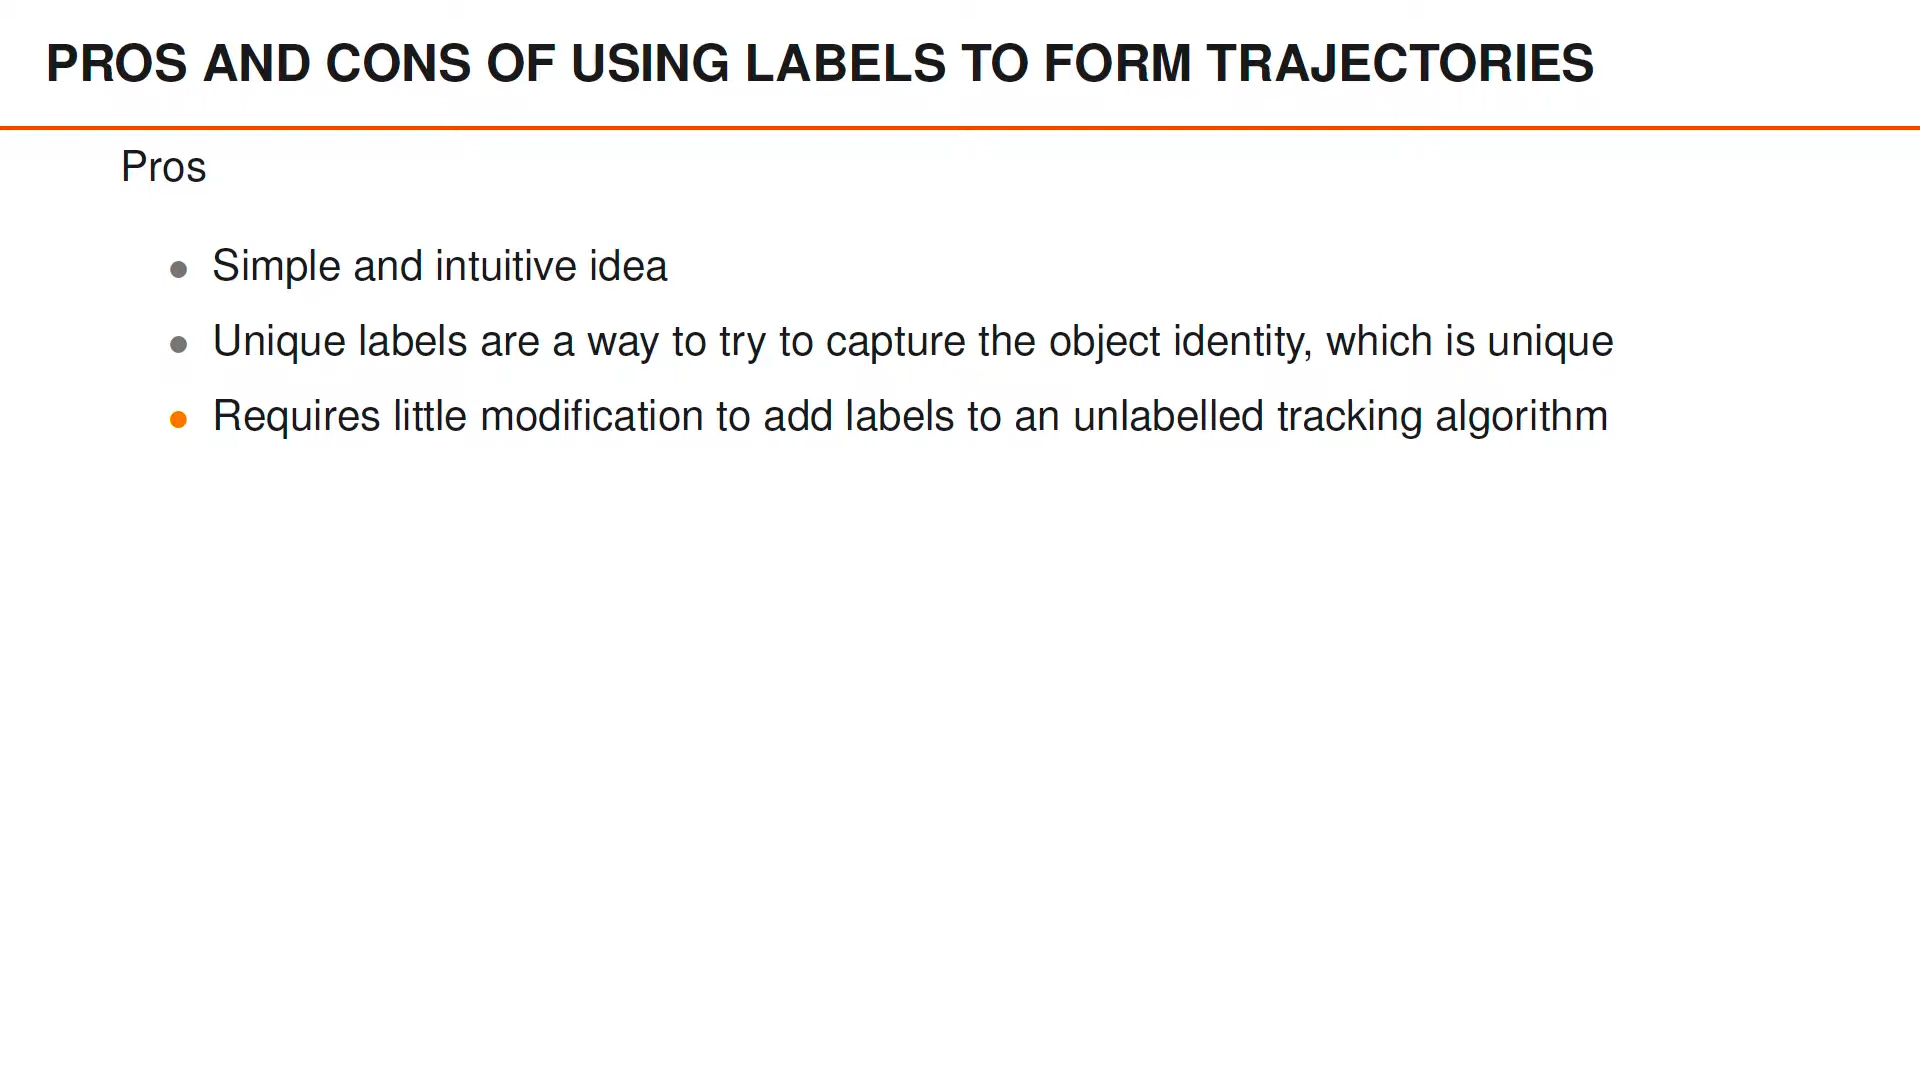 PROS AND CONS OF USING LABELS TO FORM TRAJECTORIES
Pros
Simple and intuitive idea
Unique labels are a way to try to capture the object identity, which is unique
Requires little modification to add labels to an unlabelled tracking algorithm